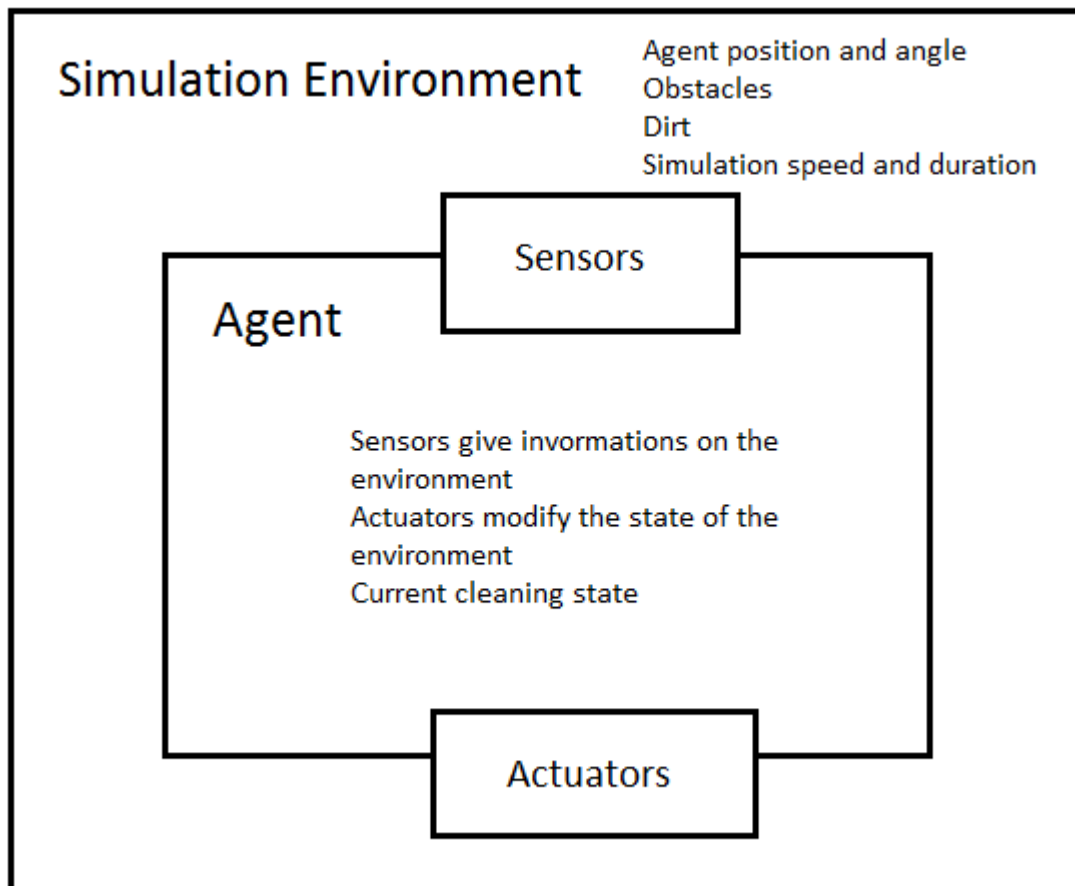 Simulation Environment
Agent position and angle
Obstacles
Dirt
Simulation speed and duration
Sensors
Agent
Sensors give invormations on the
environment
Actuators modify the state of the
environment
Current cleaning state
Actuators